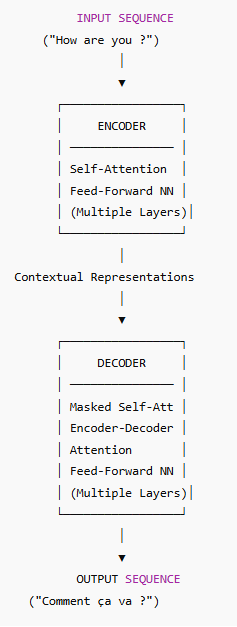 INPUT SEQUENCE
("How are you ?")
ENCODER
Self-Attention
Feed-Forward NN
(Multiple Layers)
Contextual Representations
DECODER
Masked Self-Att
Encoder-Decoder
Attention
Feed-Forward NN
(Multiple Layers)
OUTPUT SEQUENCE
("Comment ça va ?")